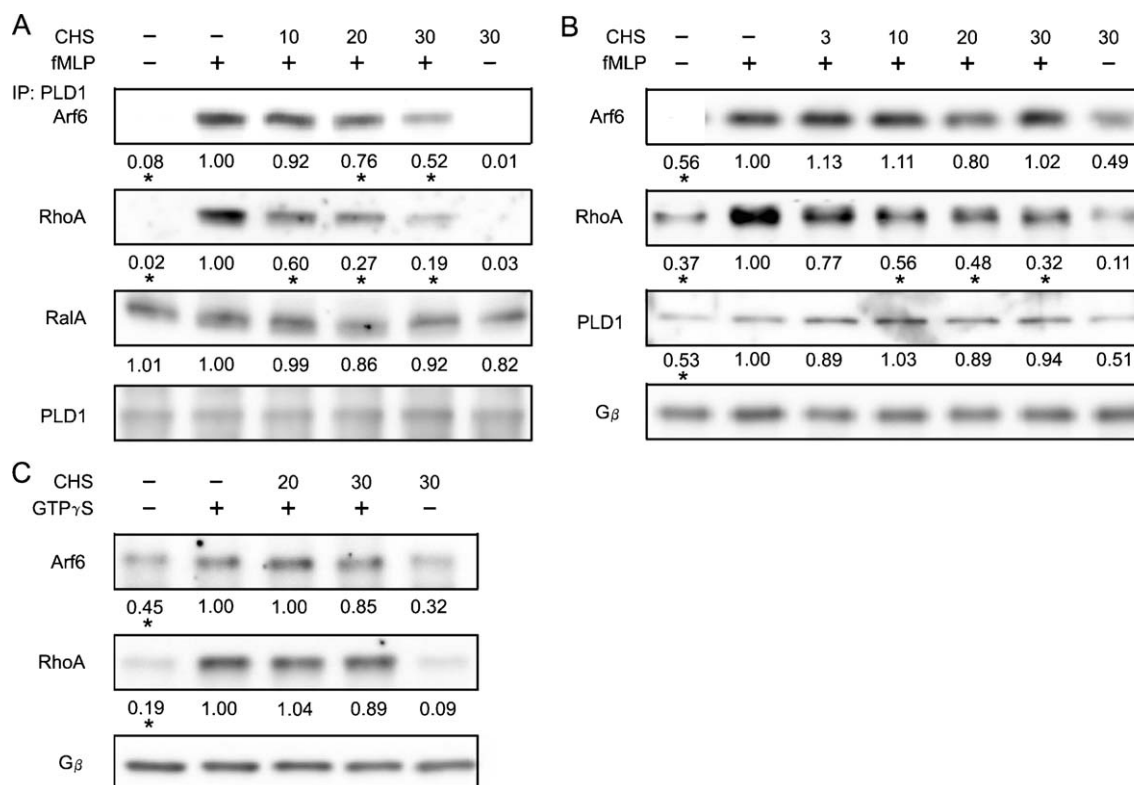 A
CHS – – 10 20 30 30
fMLP – + + + + –
IP: PLD1
Arf6
0.08 1.00 0.92 0.76 0.52 0.01
* * *
RhoA
0.02 1.00 0.60 0.27 0.19 0.03
* * * *
RalA
1.01 1.00 0.99 0.86 0.92 0.82
PLD1
B
CHS – – 3 10 20 30 30
fMLP – + + + + + –
Arf6
0.56 1.00 1.13 1.11 0.80 1.02 0.49
*
RhoA
0.37 1.00 0.77 0.56 0.48 0.32 0.11
* * * *
PLD1
0.53 1.00 0.89 1.03 0.89 0.94 0.51
*
Gβ
C
CHS – – 20 30 30
GTPγS – + + + –
Arf6
0.45 1.00 1.00 0.85 0.32
*
RhoA
0.19 1.00 1.04 0.89 0.09
*
Gβ